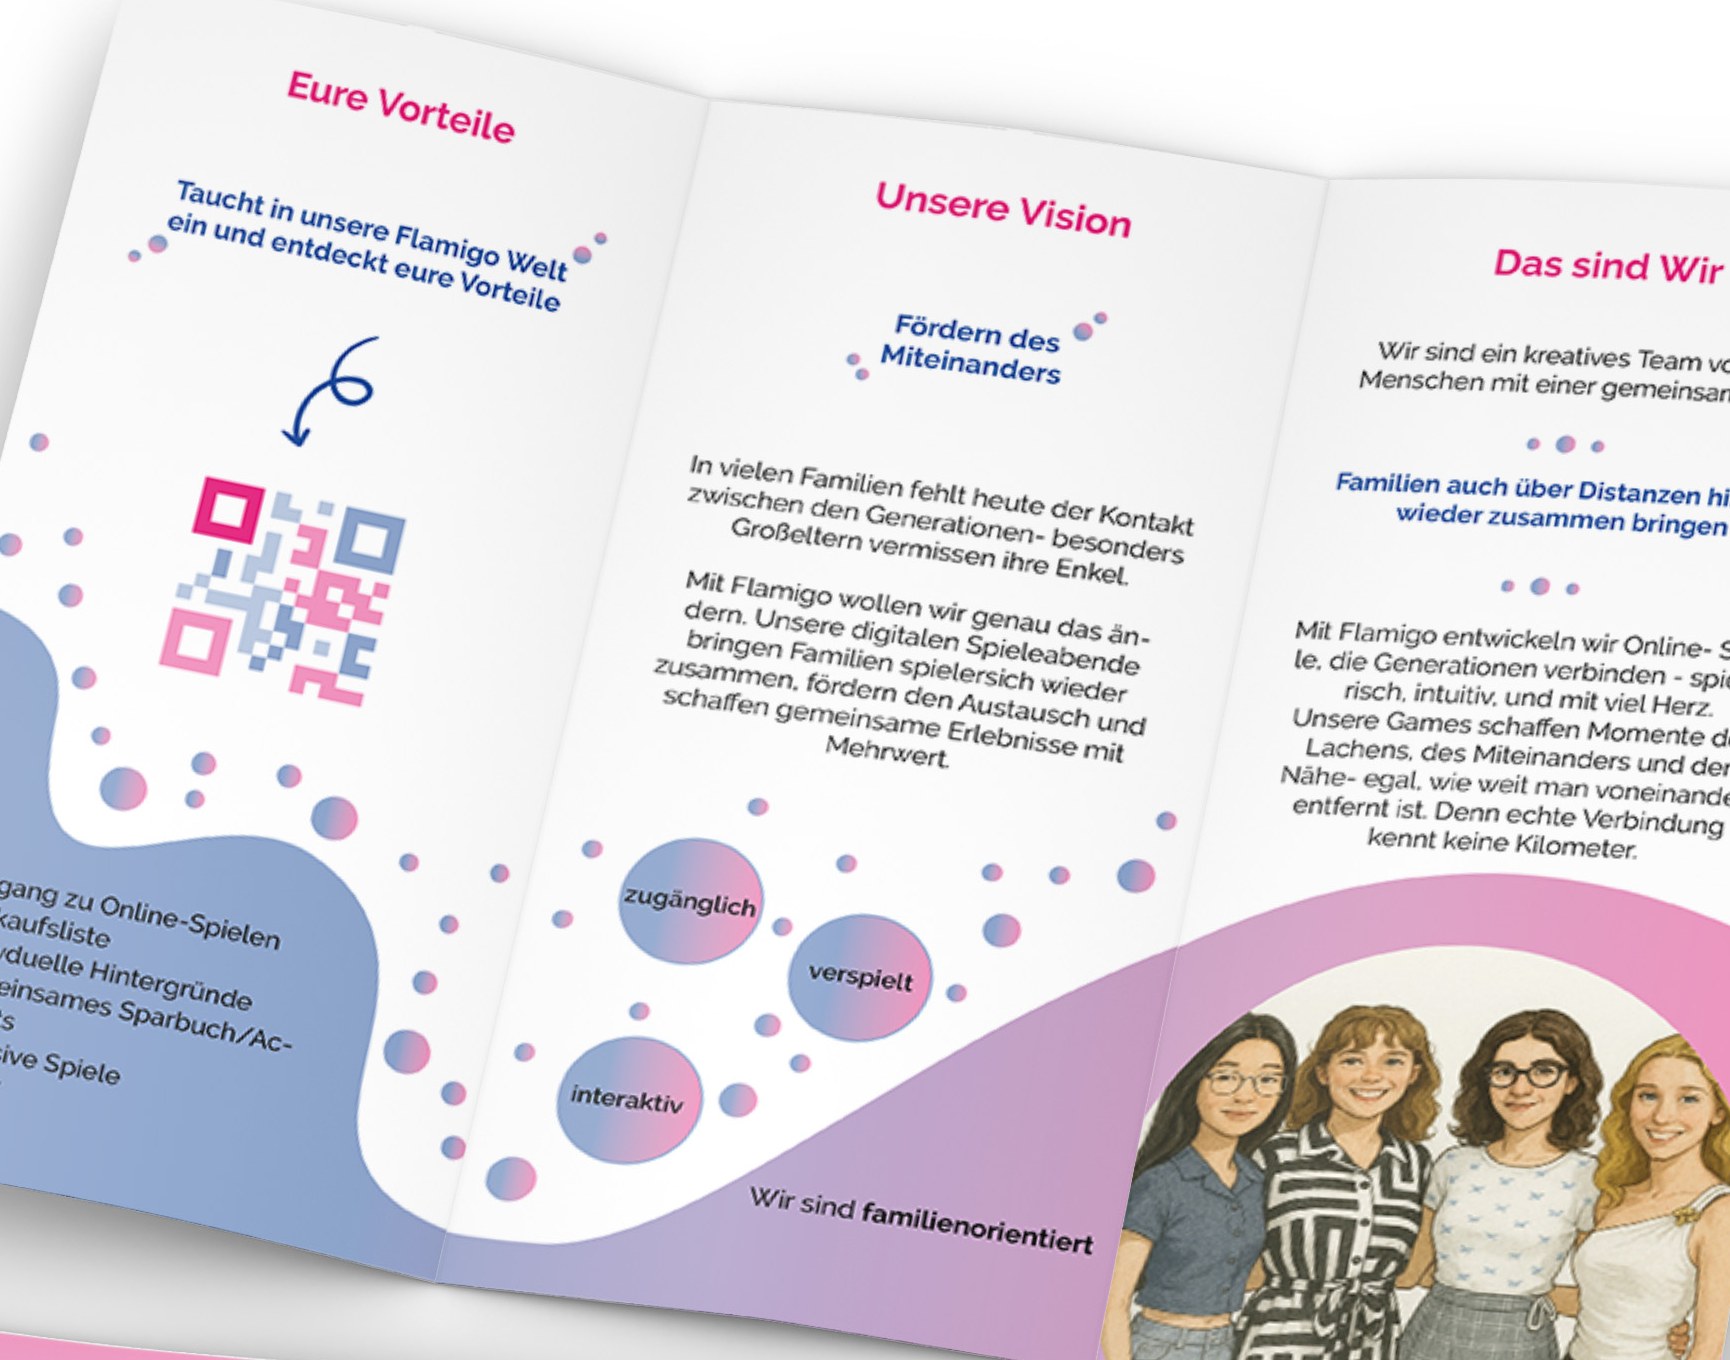 Eure Vorteile
Taucht in unsere Flamigo Welt
ein und entdeckt eure Vorteile
gang zu Online-Spielen
kaufsliste
duelle Hintergründe
einsames Sparbuch/Ac-
ts
sive Spiele
Unsere Vision
Fördern des
Miteinanders
In vielen Familien fehlt heute der Kontakt
zwischen den Generationen- besonders
Großeltern vermissen ihre Enkel.
Mit Flamigo wollen wir genau das än-
dern. Unsere digitalen Spieleabende
bringen Familien spielersich wieder
zusammen, fördern den Austausch und
schaffen gemeinsame Erlebnisse mit
Mehrwert.
zugänglich
verspielt
interaktiv
Wir sind familienorientiert
Das sind Wir
Wir sind ein kreatives Team vo
Menschen mit einer gemeinsam
Familien auch über Distanzen hi
wieder zusammen bringen
Mit Flamigo entwickeln wir Online- S
le, die Generationen verbinden - spie
risch, intuitiv, und mit viel Herz.
Unsere Games schaffen Momente de
Lachens, des Miteinanders und der
Nähe- egal, wie weit man voneinande
entfernt ist. Denn echte Verbindung
kennt keine Kilometer.